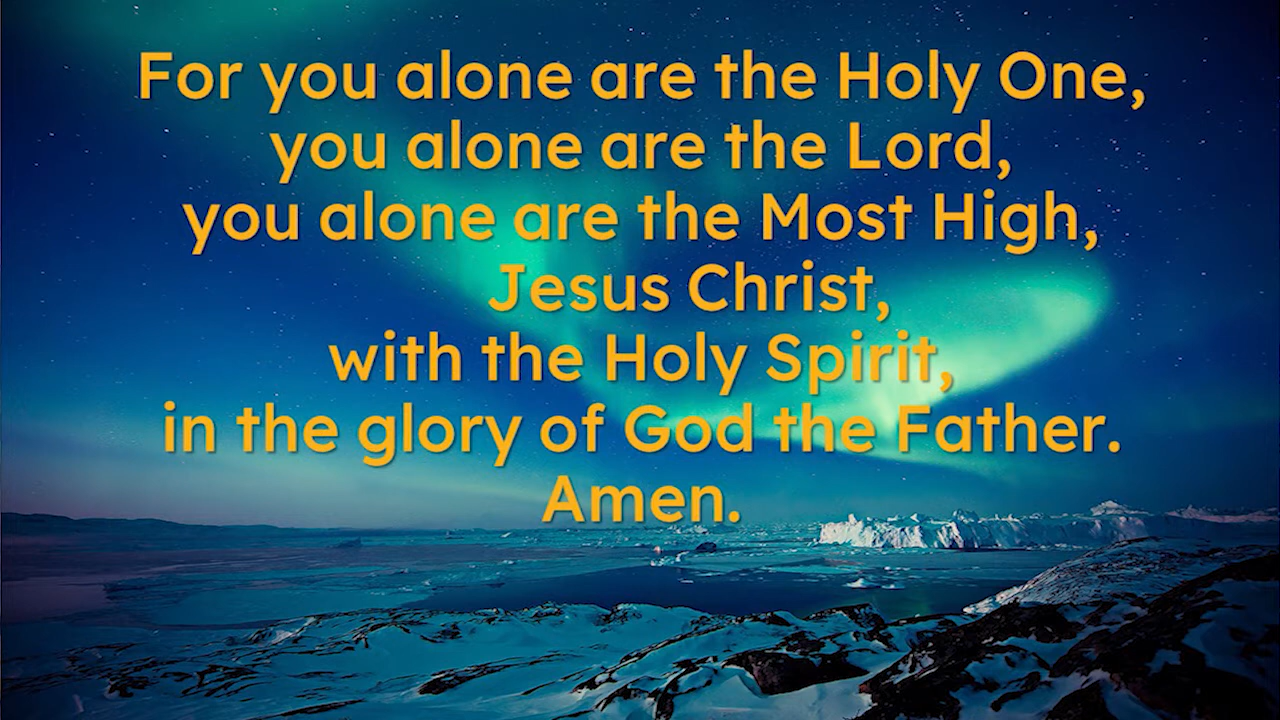 For you alone are the Holy One,
you alone are the Lord,
you alone are the Most High,
Jesus Christ,
with the Holy Spirit,
in the glory of God the Father.
Amen.